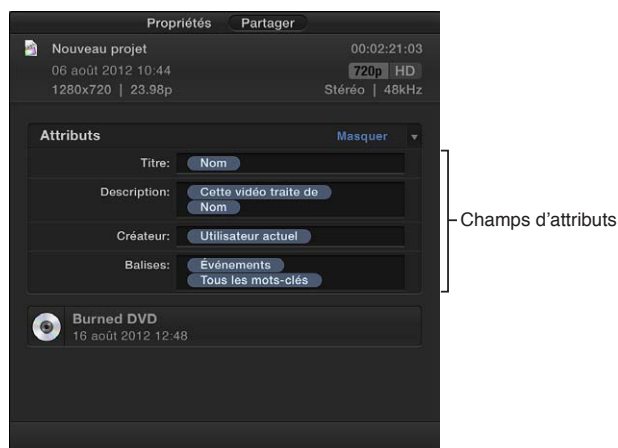 Propriétés Partager
Nouveau projet 00:02:21:03
06 août 2012 10:44 720p HD
1280x720 | 23.98p Stéréo | 48kHz
Attributs Masquer
Titre: Nom
Description: Cette vidéo traite de
Nom
Créateur: Utilisateur actuel
Balises: Événements
Tous les mots-clés
Champs d'attributs
Burned DVD
16 août 2012 12:48